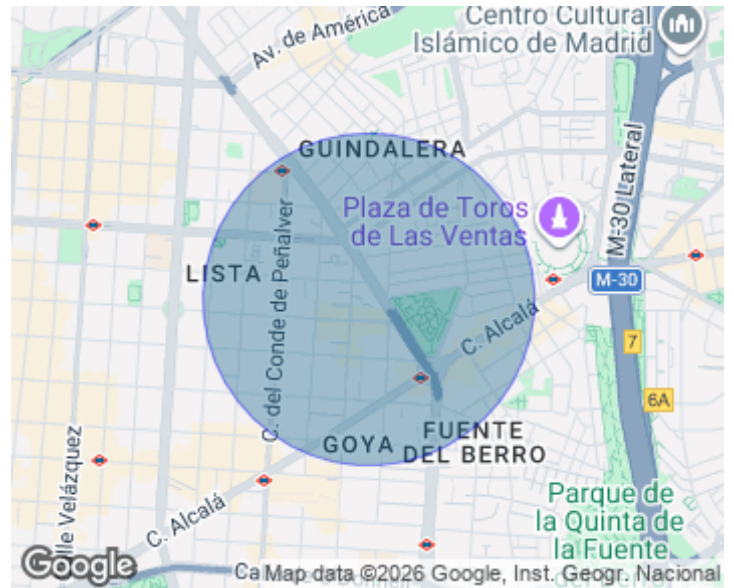 Centro Cultural
Islámico de Madrid
Av. de América
GUINDALERA
M-30 Lateral
Plaza de Toros
de Las Ventas
C. del Conde de Peñalver
LISTA
M-30
C. Alcalá
7
6A
GOYA
FUENTE
DEL BERRO
lle Velázquez
C. Alcalá
Parque de
la Quinta de
la Fuente
Google
Map data ©2026 Google, Inst. Geogr. Nacional